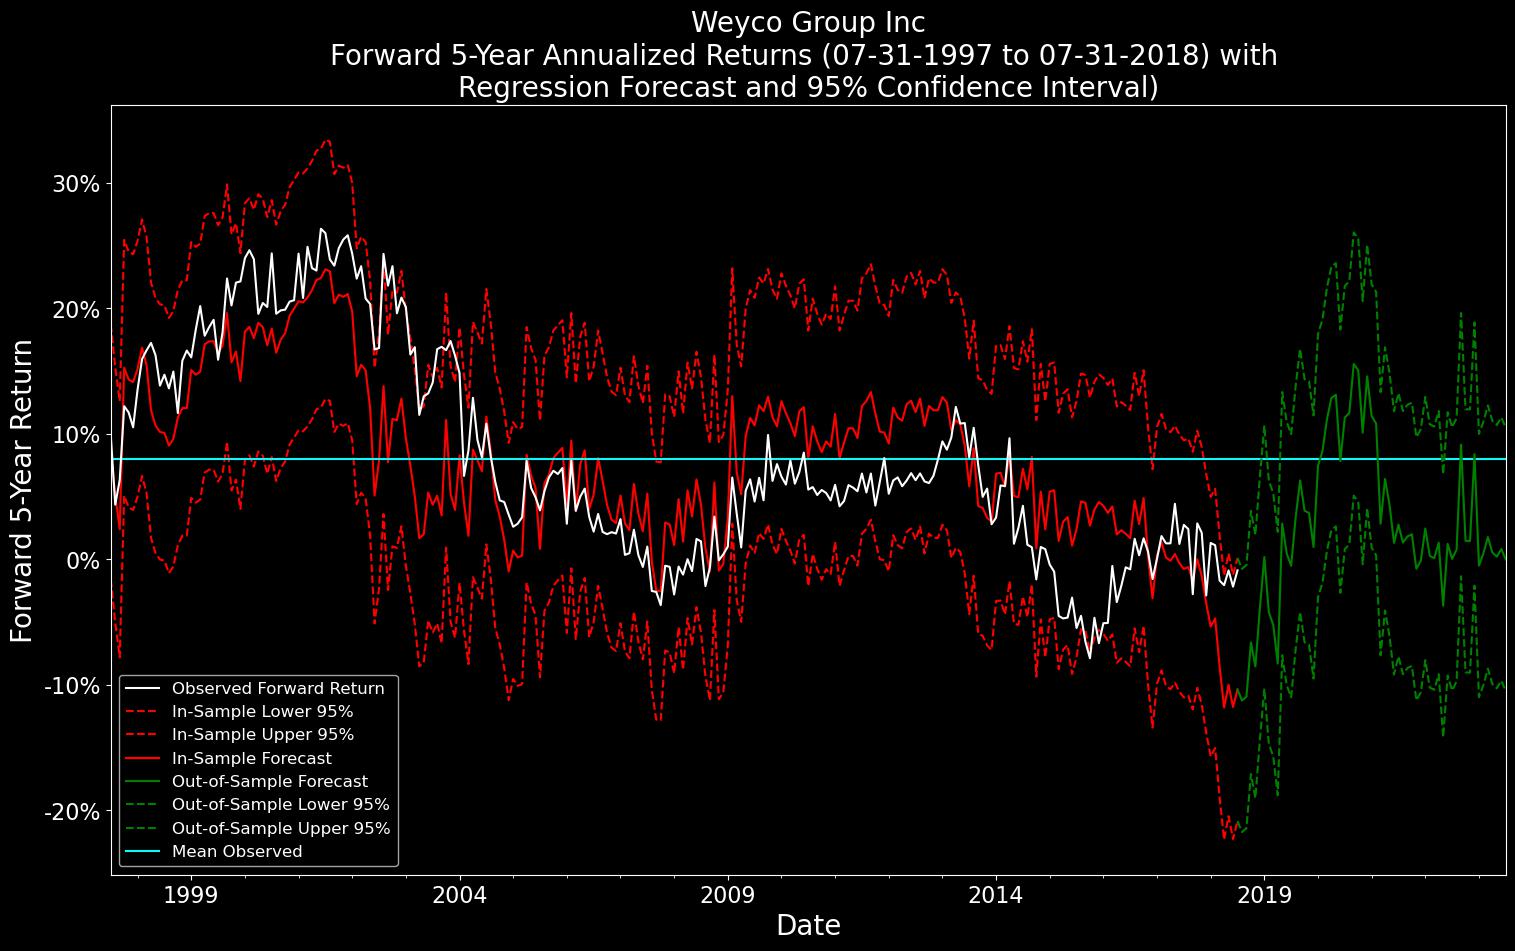 Weyco Group Inc
Forward 5-Year Annualized Returns (07-31-1997 to 07-31-2018) with
Regression Forecast and 95% Confidence Interval)
Forward 5-Year Return
30%
20%
10%
0%
-10%
-20%
Observed Forward Return
In-Sample Lower 95%
In-Sample Upper 95%
In-Sample Forecast
Out-of-Sample Forecast
Out-of-Sample Lower 95%
Out-of-Sample Upper 95%
Mean Observed
1999 2004 2009 2014 2019
Date